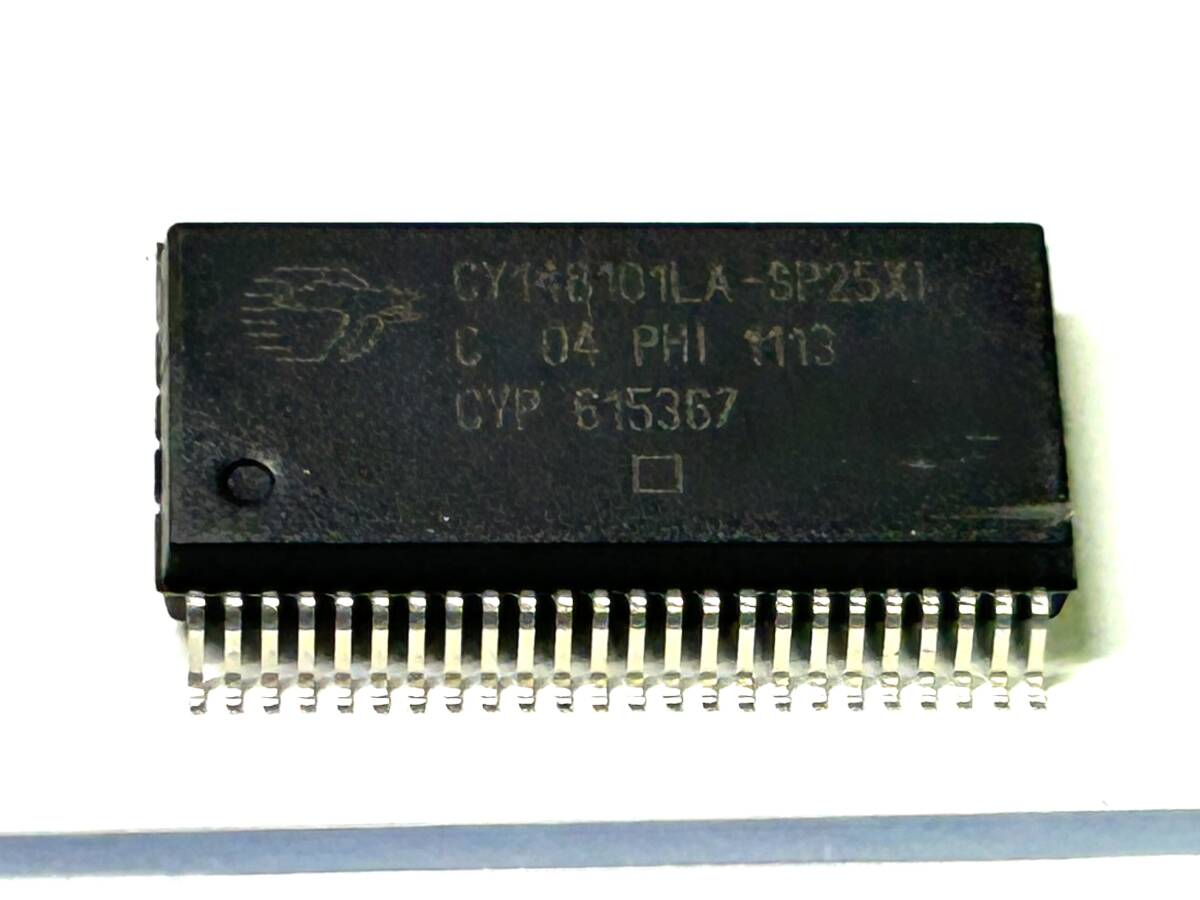 CY14B101LA-SP25XI
C 04 PHI 1113
CYP 615367